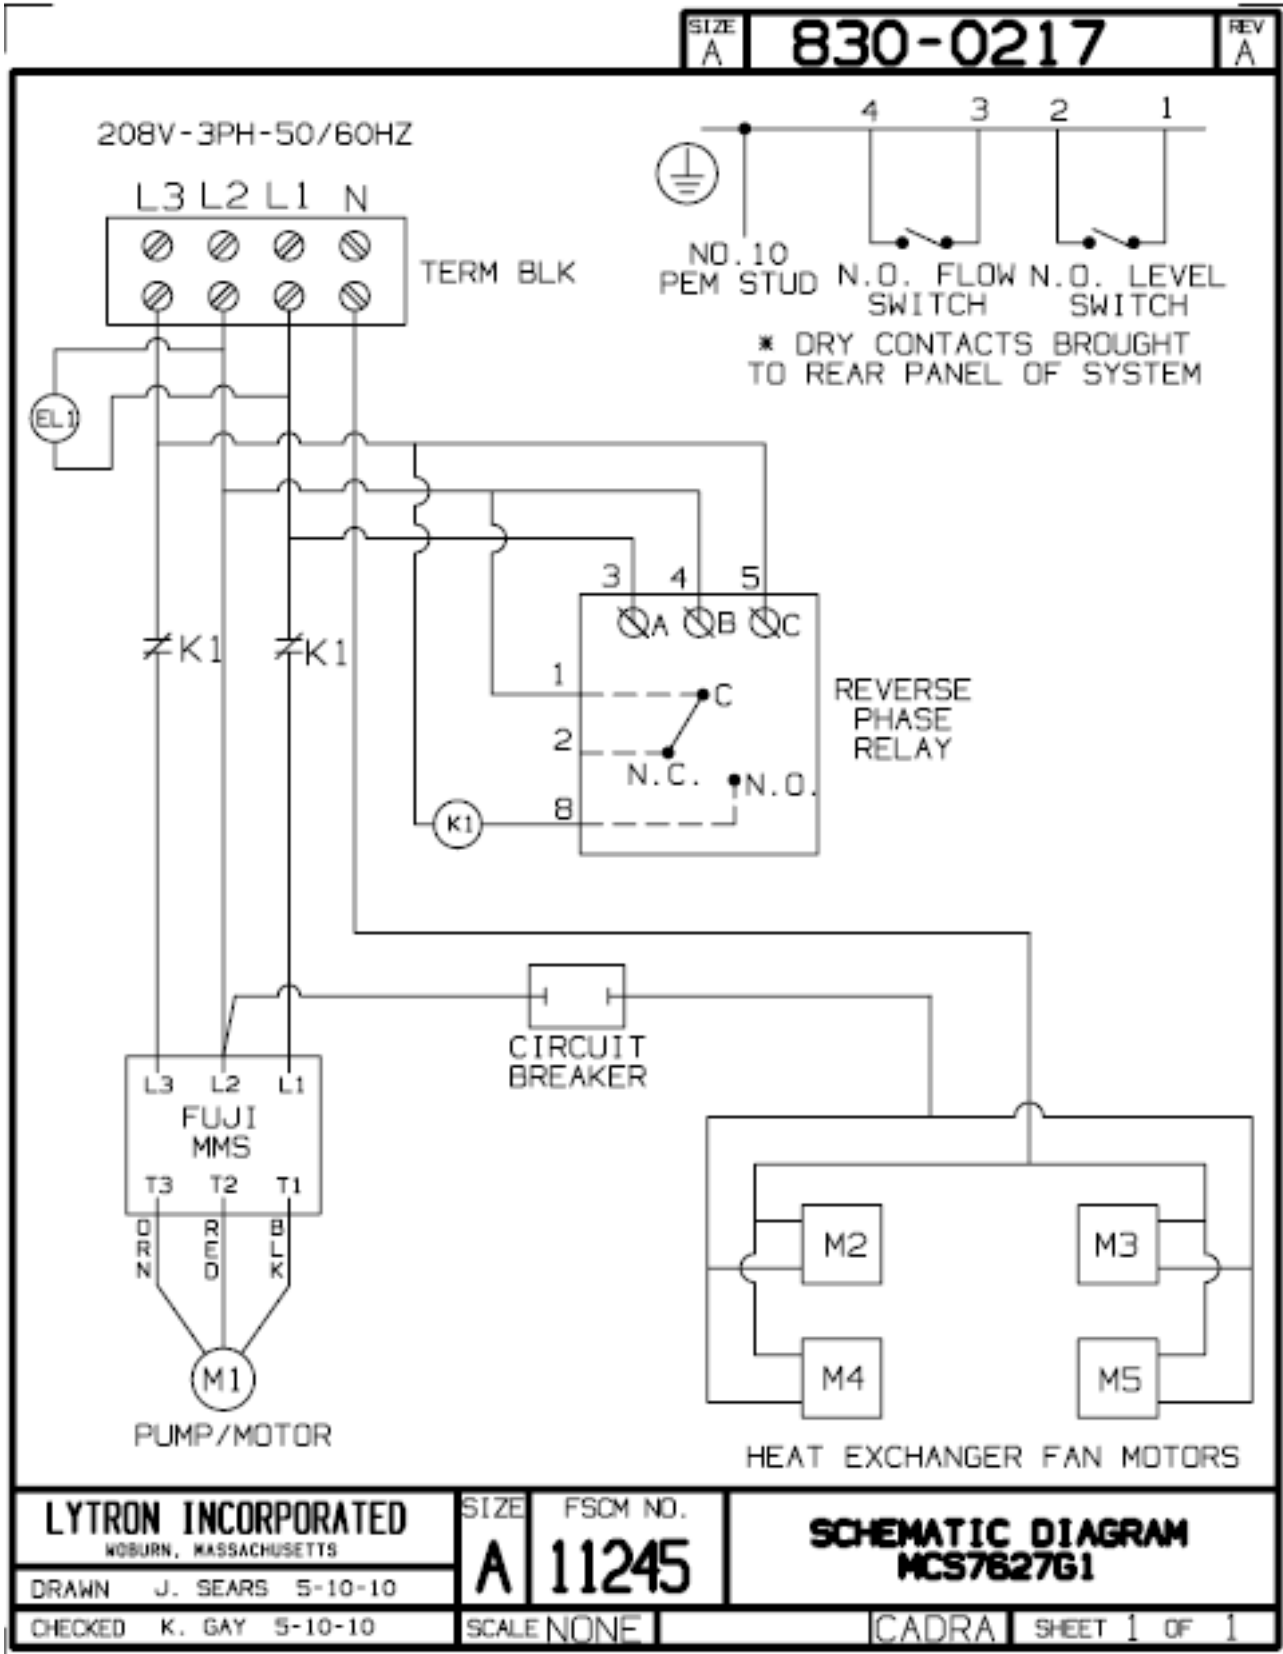 SIZE
A
830-0217
REV
A
208V-3PH-50/60HZ
4 3 2 1
L3 L2 L1 N
TERM BLK
NO.10
PEM STUD
N.O. FLOW
SWITCH
N.O. LEVEL
SWITCH
* DRY CONTACTS BROUGHT
TO REAR PANEL OF SYSTEM
EL1
3 4 5
A B C
K1 K1
1 C
2
N.C.
N.O.
8
K1
REVERSE
PHASE
RELAY
CIRCUIT
BREAKER
L3 L2 L1
FUJI
MMS
T3 T2 T1
ORN RED BLK
M1
PUMP/MOTOR
M2 M3
M4 M5
HEAT EXCHANGER FAN MOTORS
LYTRON INCORPORATED
WOBURN, MASSACHUSETTS
DRAWN J. SEARS 5-10-10
CHECKED K. GAY 5-10-10
SIZE
A
FSCM NO.
11245
SCHEMATIC DIAGRAM
MCS7627G1
SCALE NONE
CADRA
SHEET 1 OF 1